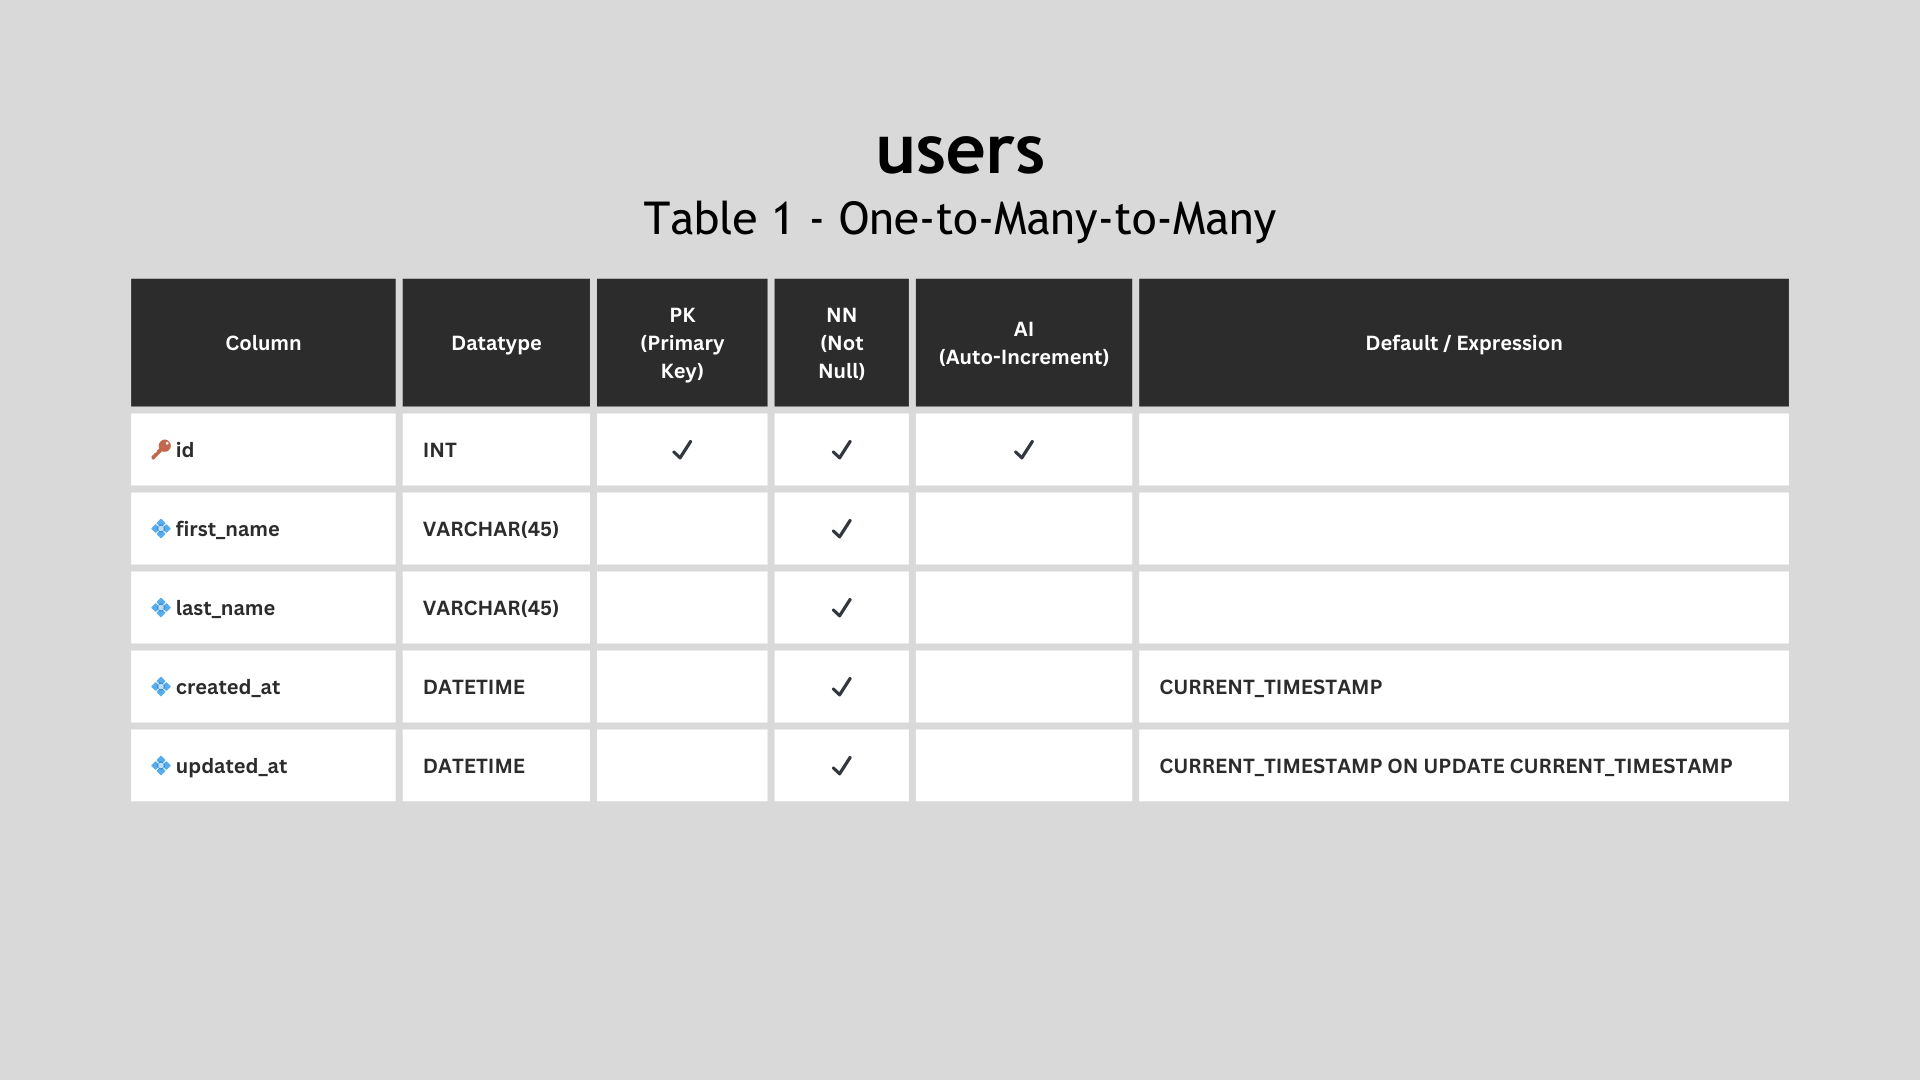 users
Table 1 - One-to-Many-to-Many
Column Datatype PK (Primary Key) NN (Not Null) AI (Auto-Increment) Default / Expression
id INT ✓ ✓ ✓
first_name VARCHAR(45) ✓
last_name VARCHAR(45) ✓
created_at DATETIME ✓ CURRENT_TIMESTAMP
updated_at DATETIME ✓ CURRENT_TIMESTAMP ON UPDATE CURRENT_TIMESTAMP